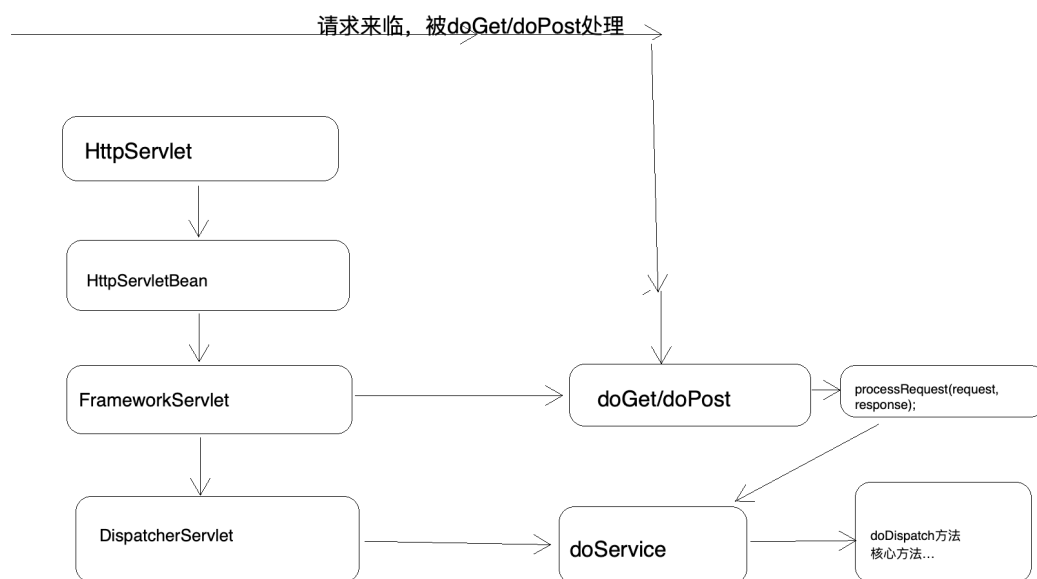 请求来临，被doGet/doPost处理
HttpServlet
HttpServletBean
FrameworkServlet
doGet/doPost
processRequest(request,
response);
DispatcherServlet
doService
doDispatch方法
核心方法...